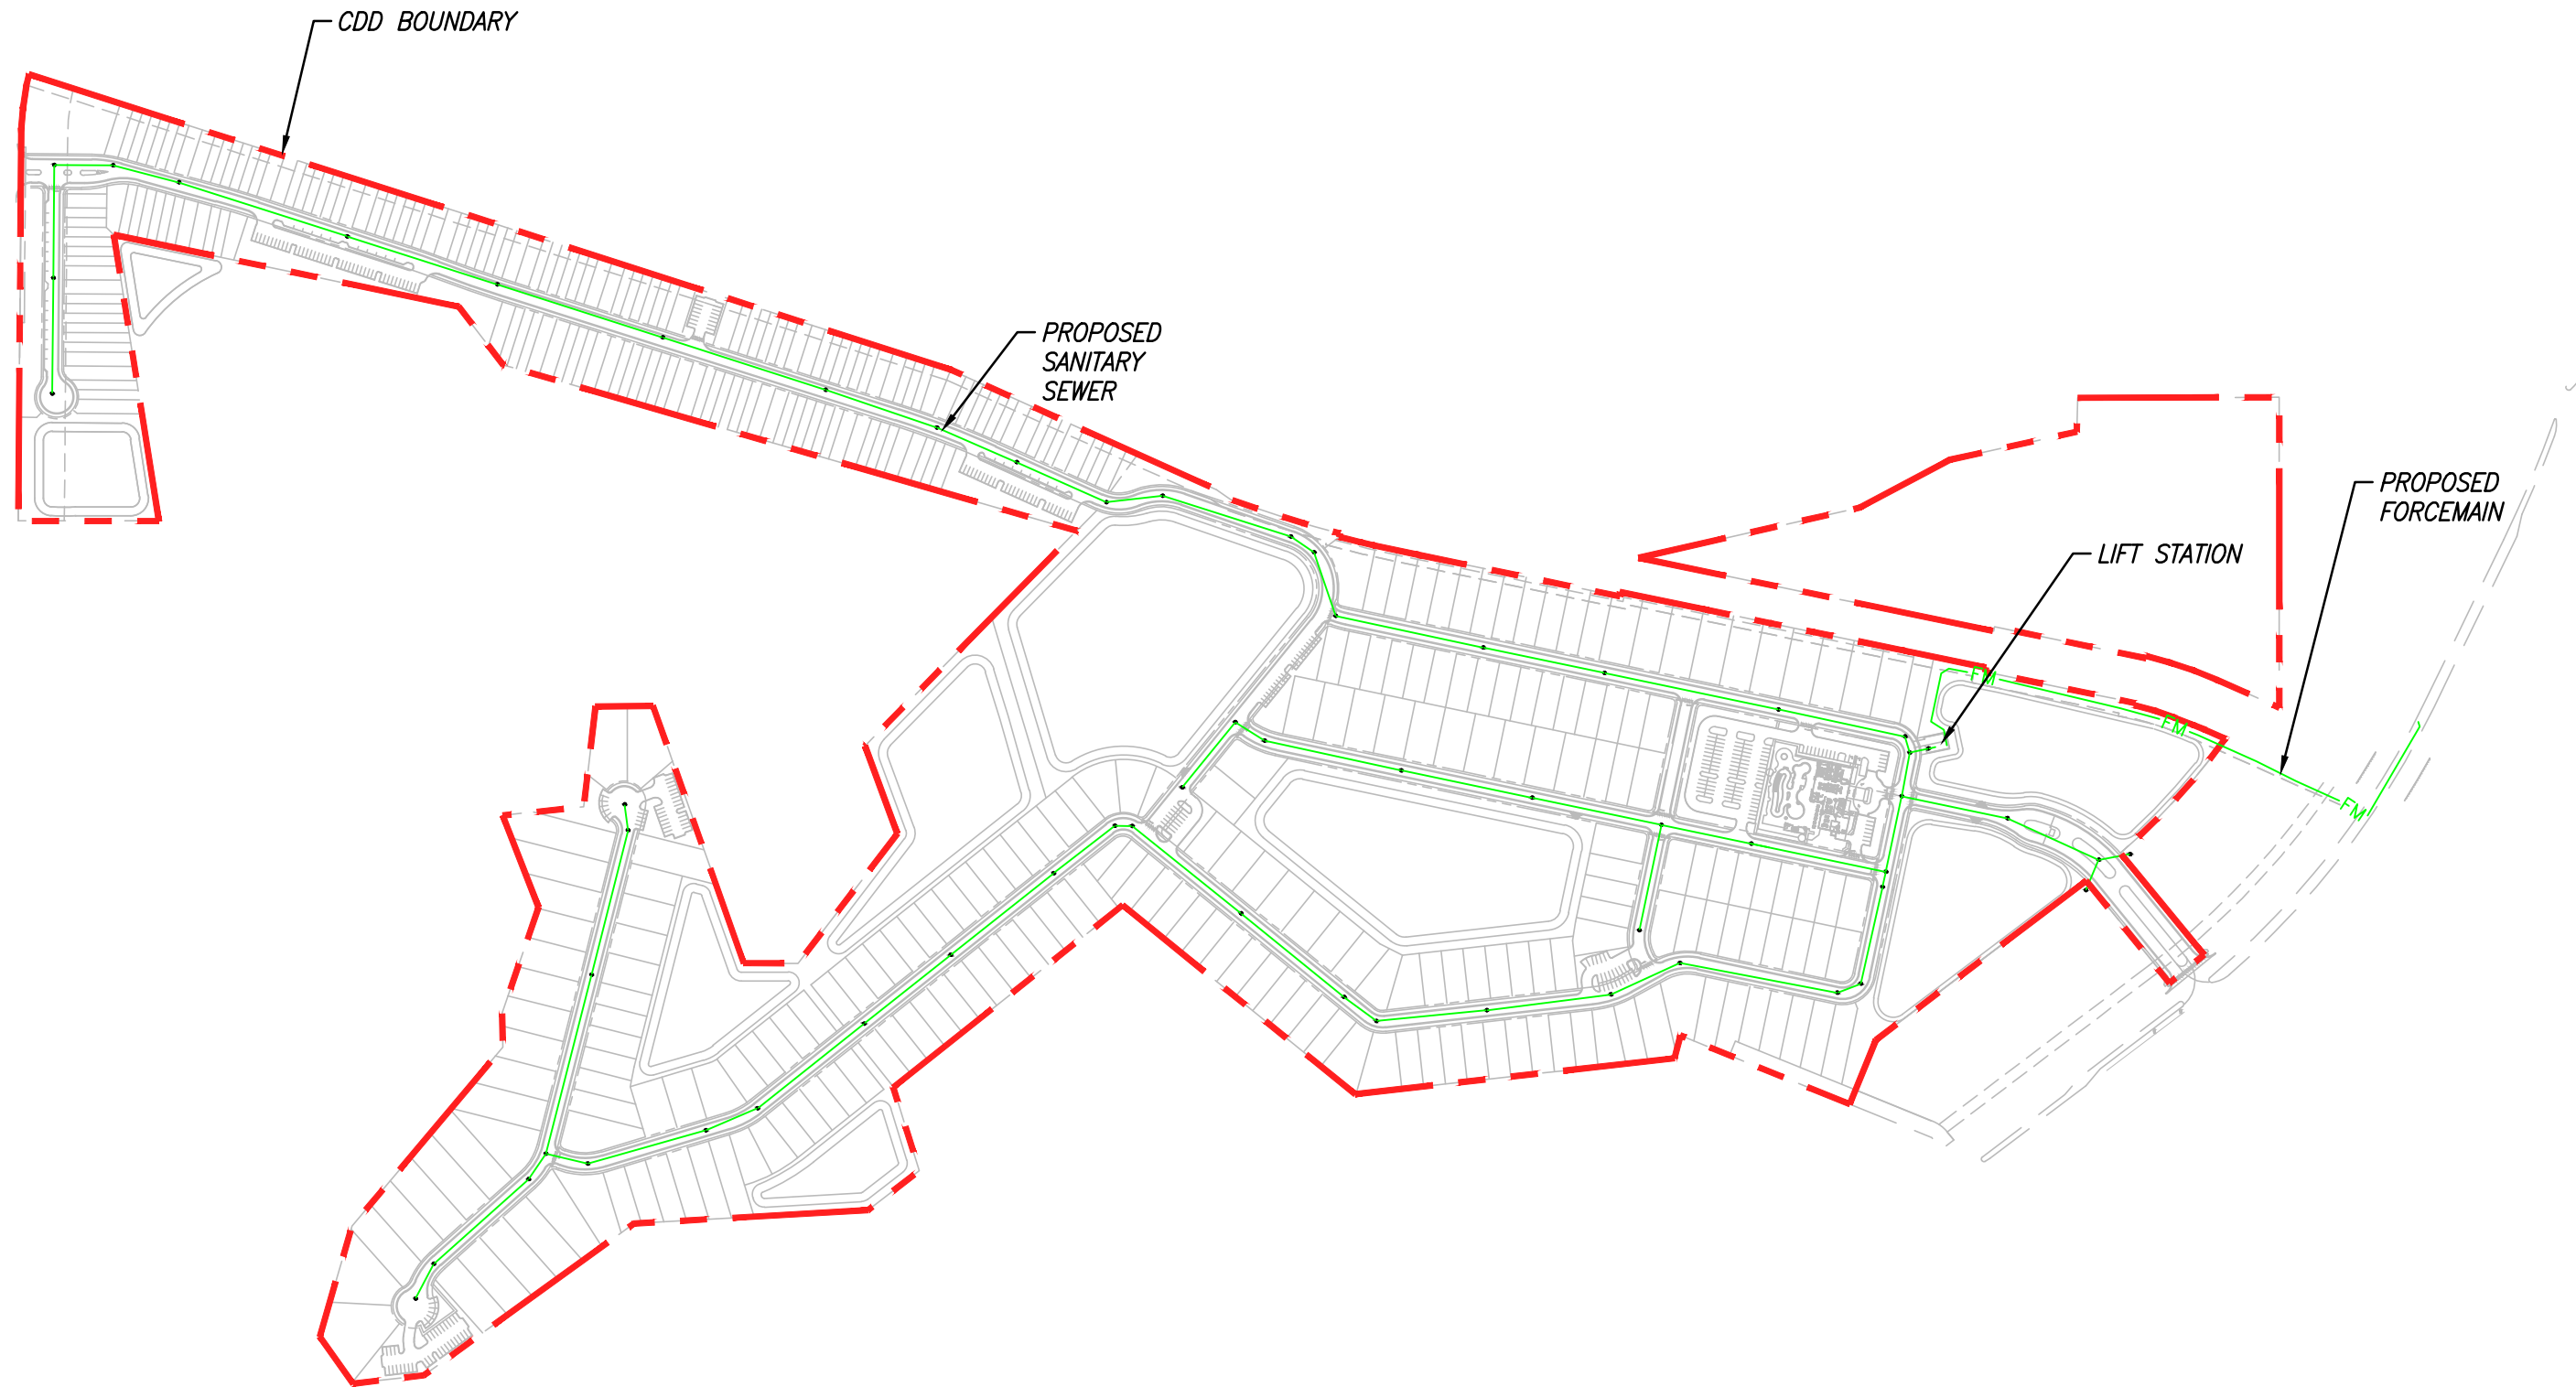 CDD BOUNDARY
PROPOSED
SANITARY
SEWER
PROPOSED
FORCEMAIN
LIFT STATION
FM
FM
FM